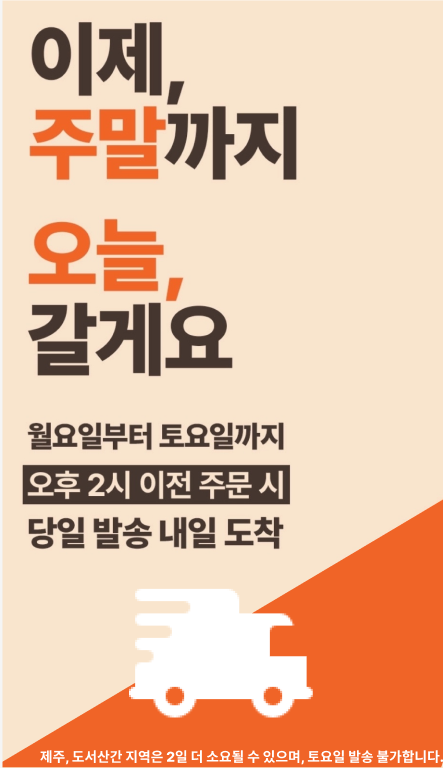 이제,
주말까지
오늘,
갈게요
월요일부터 토요일까지
오후 2시 이전 주문 시
당일 발송 내일 도착
제주, 도서산간 지역은 2일 더 소요될 수 있으며, 토요일 발송 불가합니다.